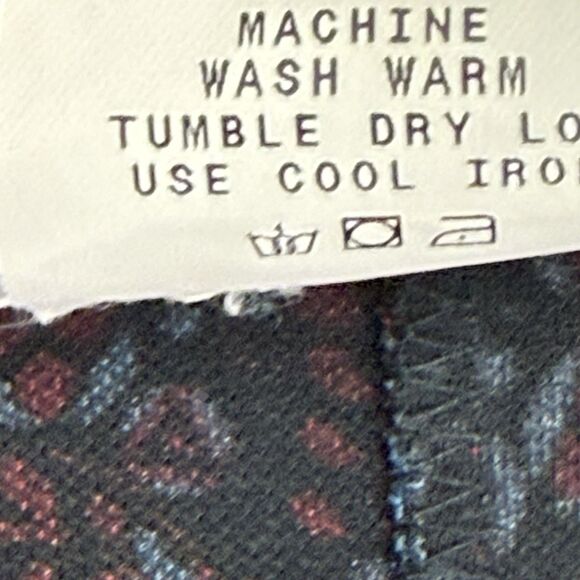 MACHINE
WASH WARM
TUMBLE DRY LO
USE COOL IRO